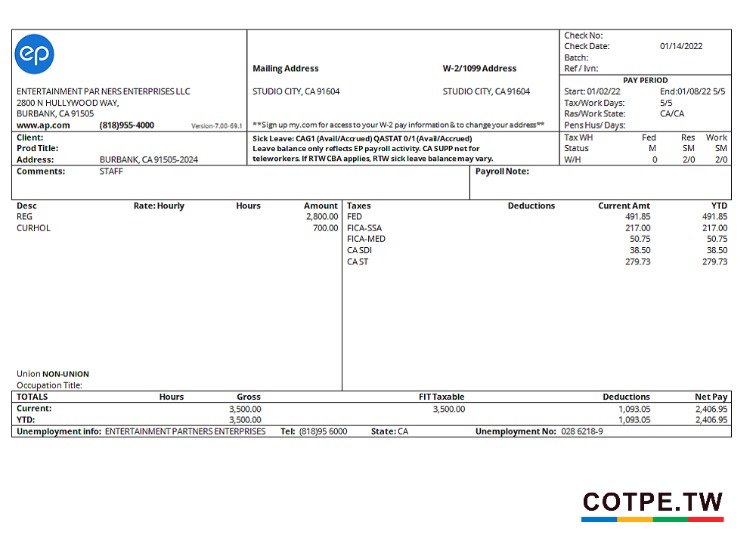 ep
Check No:
Check Date: 01/14/2022
Batch:
Ref / Ivn:
Mailing Address W-2/1099 Address
PAY PERIOD
ENTERTAINMENT PAR NERS ENTERPRISES LLC STUDIO CITY, CA 91604 STUDIO CITY, CA 91604 Start: 01/02/22 End:01/08/22 5/5
2800 N HULLYWOOD WAY, Tax/Work Days: 5/5
BURBANK, CA 91505 Ras/Work State: CA/CA
www.ap.com (818)955-4000 Version-7.00-69.1 **Sign up my.com for access to your W-2 pay information & to change your address** Pens Hus/ Days:
Client: Sick Leave: CAG1 (Avail/Accrued) QASTAT 0/1 (Avail/Accrued) Tax WH Fed Res Work
Prod Title: Leave balance only reflects EP payroll activity. CA SUPP net for Status M SM SM
Address: BURBANK, CA 91505-2024 teleworkers. If RTW CBA applies, RTW sick leave balance may vary. W/H 0 2/0 2/0
Comments: STAFF Payroll Note:
Desc Rate: Hourly Hours Amount Taxes Deductions Current Amt YTD
REG 2,800.00 FED 491.85 491.85
CURHOL 700.00 FICA-SSA 217.00 217.00
FICA-MED 50.75 50.75
CA SDI 38.50 38.50
CA ST 279.73 279.73
Union NON-UNION
Occupation Title:
TOTALS Hours Gross FIT Taxable Deductions Net Pay
Current: 3,500.00 3,500.00 1,093.05 2,406.95
YTD: 3,500.00 1,093.05 2,406.95
Unemployment info: ENTERTAINMENT PARTNERS ENTERPRISES Tel: (818)95 6000 State: CA Unemployment No: 028 6218-9
COTPE.TW